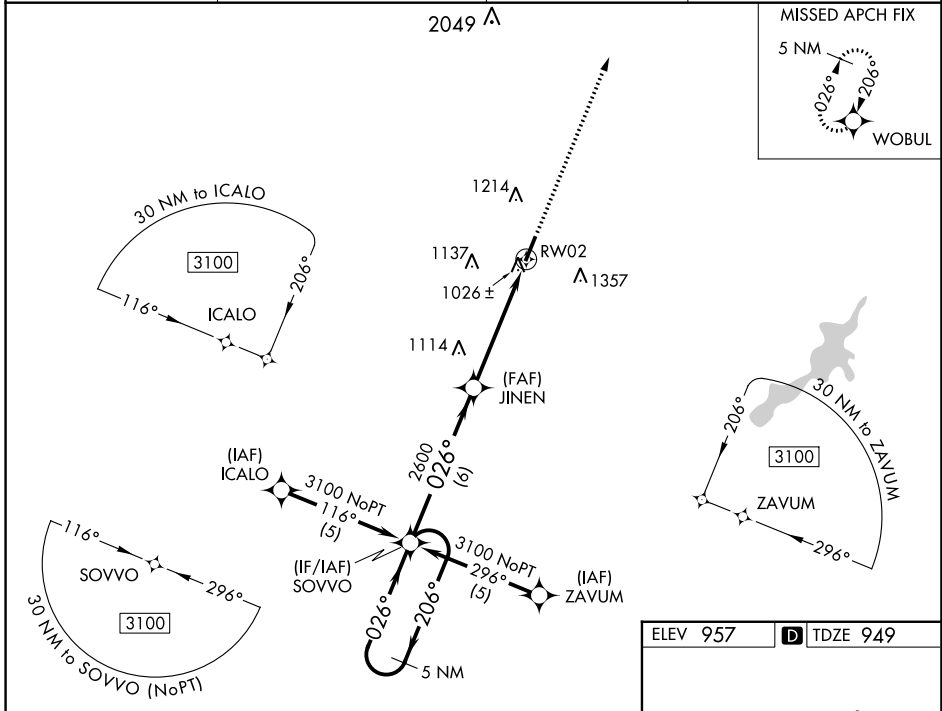 2049
MISSED APCH FIX
5 NM
026°
206°
WOBUL
1214
30 NM to ICALO
3100
206°
116°
ICALO
RW02
1137
1026 ±
1357
1114
(FAF)
JINEN
2600
026°
(6)
30 NM to ZAVUM
206°
3100
ZAVUM
296°
(IAF)
ICALO
3100 NoPT
116°
(5)
(IF/IAF)
SOVVO
3100 NoPT
296°
(5)
(IAF)
ZAVUM
116°
SOVVO
296°
3100
30 NM to SOVVO (NoPT)
026°
206°
5 NM
ELEV 957 D TDZE 949